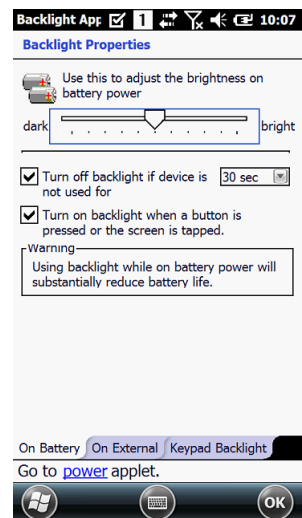 Backlight App 1 10:07
Backlight Properties
Use this to adjust the brightness on
battery power
dark bright
Turn off backlight if device is 30 sec
not used for
Turn on backlight when a button is
pressed or the screen is tapped.
Warning
Using backlight while on battery power will
substantially reduce battery life.
On Battery On External Keypad Backlight
Go to power applet.
OK